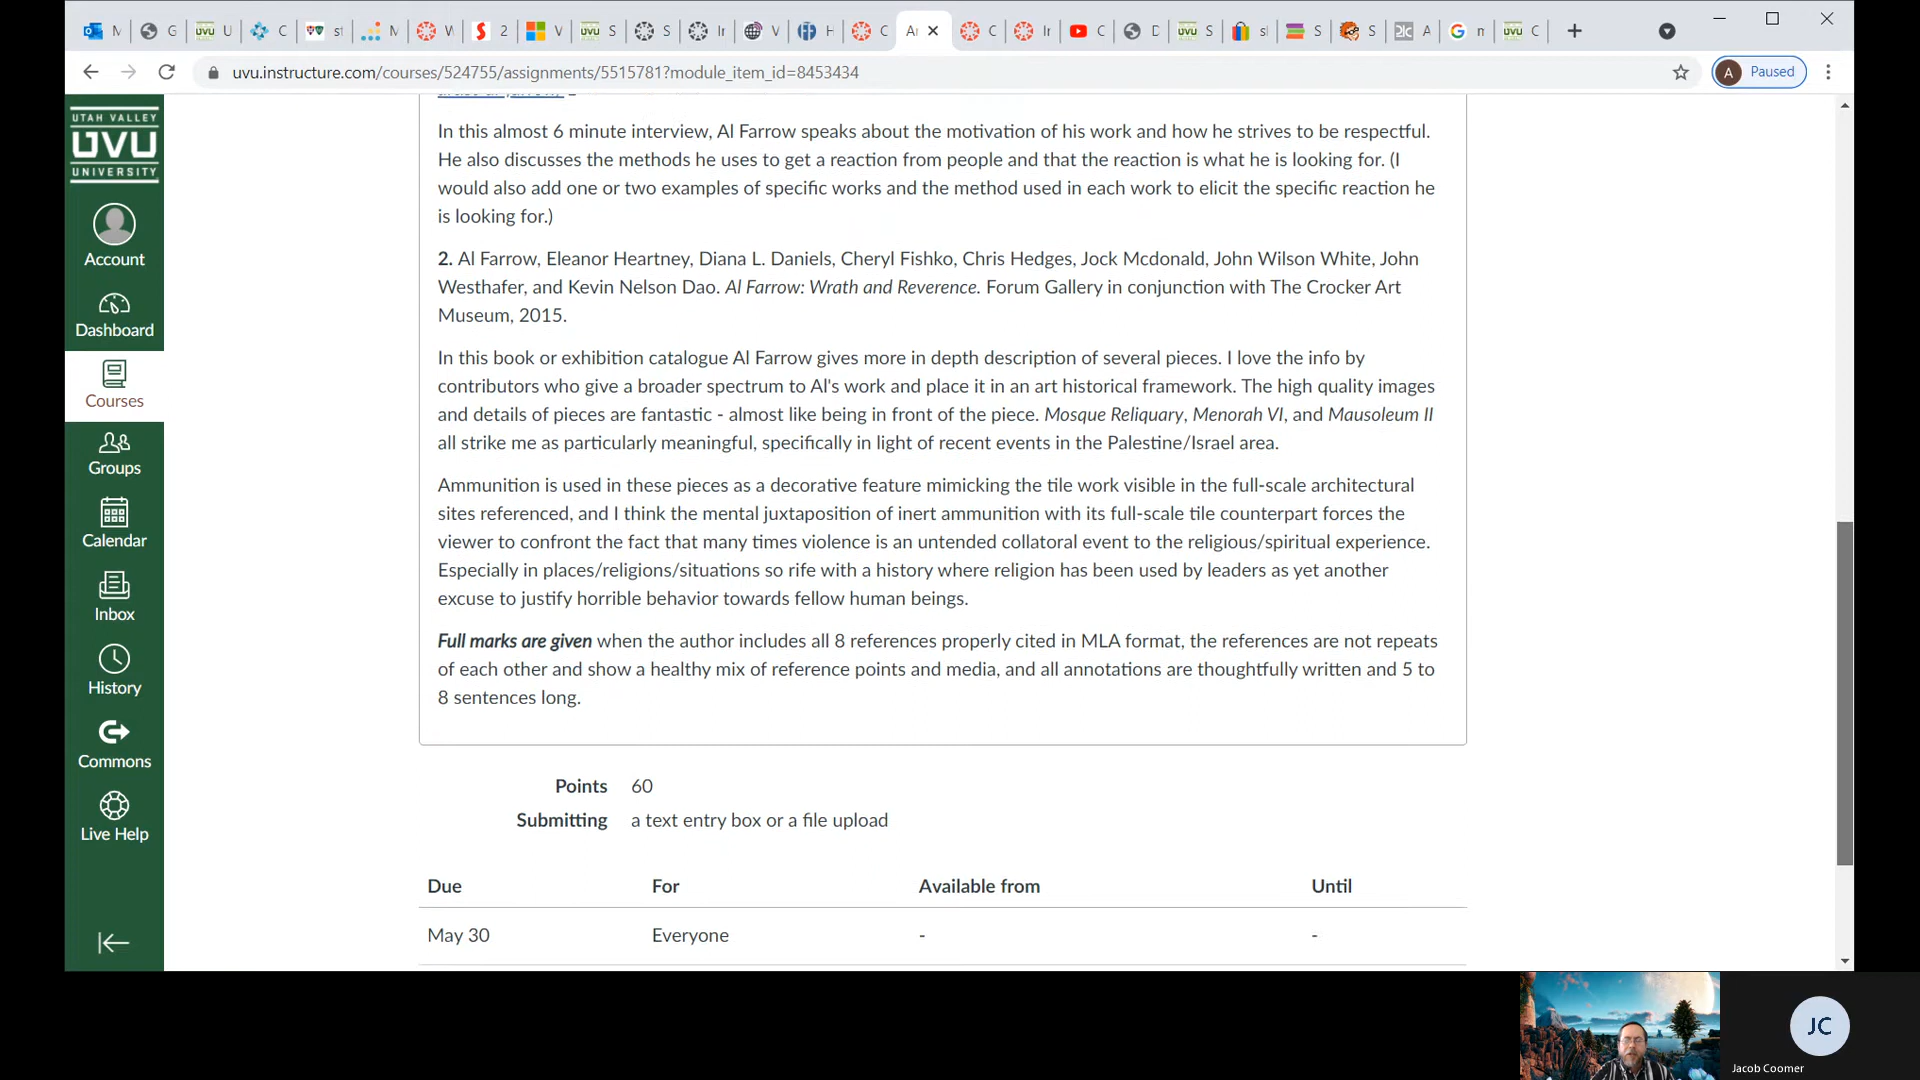 M
G
U
C
st
M
W
2
V
S
S
Ir
V
H
C
Ar
C
Ir
C
D
S
sl
S
S
A
m
C
uvu.instructure.com/courses/524755/assignments/5515781?module_item_id=8453434
A
Paused
UTAH VALLEY
UVU
UNIVERSITY
Account
Dashboard
Courses
Groups
Calendar
Inbox
History
Commons
Live Help
In this almost 6 minute interview, Al Farrow speaks about the motivation of his work and how he strives to be respectful.
He also discusses the methods he uses to get a reaction from people and that the reaction is what he is looking for. (I
would also add one or two examples of specific works and the method used in each work to elicit the specific reaction he
is looking for.)
2. Al Farrow, Eleanor Heartney, Diana L. Daniels, Cheryl Fishko, Chris Hedges, Jock Mcdonald, John Wilson White, John
Westhafer, and Kevin Nelson Dao. Al Farrow: Wrath and Reverence. Forum Gallery in conjunction with The Crocker Art
Museum, 2015.
In this book or exhibition catalogue Al Farrow gives more in depth description of several pieces. I love the info by
contributors who give a broader spectrum to Al's work and place it in an art historical framework. The high quality images
and details of pieces are fantastic - almost like being in front of the piece. Mosque Reliquary, Menorah VI, and Mausoleum II
all strike me as particularly meaningful, specifically in light of recent events in the Palestine/Israel area.
Ammunition is used in these pieces as a decorative feature mimicking the tile work visible in the full-scale architectural
sites referenced, and I think the mental juxtaposition of inert ammunition with its full-scale tile counterpart forces the
viewer to confront the fact that many times violence is an untended collatoral event to the religious/spiritual experience.
Especially in places/religions/situations so rife with a history where religion has been used by leaders as yet another
excuse to justify horrible behavior towards fellow human beings.
Full marks are given when the author includes all 8 references properly cited in MLA format, the references are not repeats
of each other and show a healthy mix of reference points and media, and all annotations are thoughtfully written and 5 to
8 sentences long.
Points 60
Submitting a text entry box or a file upload
Due For Available from Until
May 30 Everyone - -
JC
Jacob Coomer